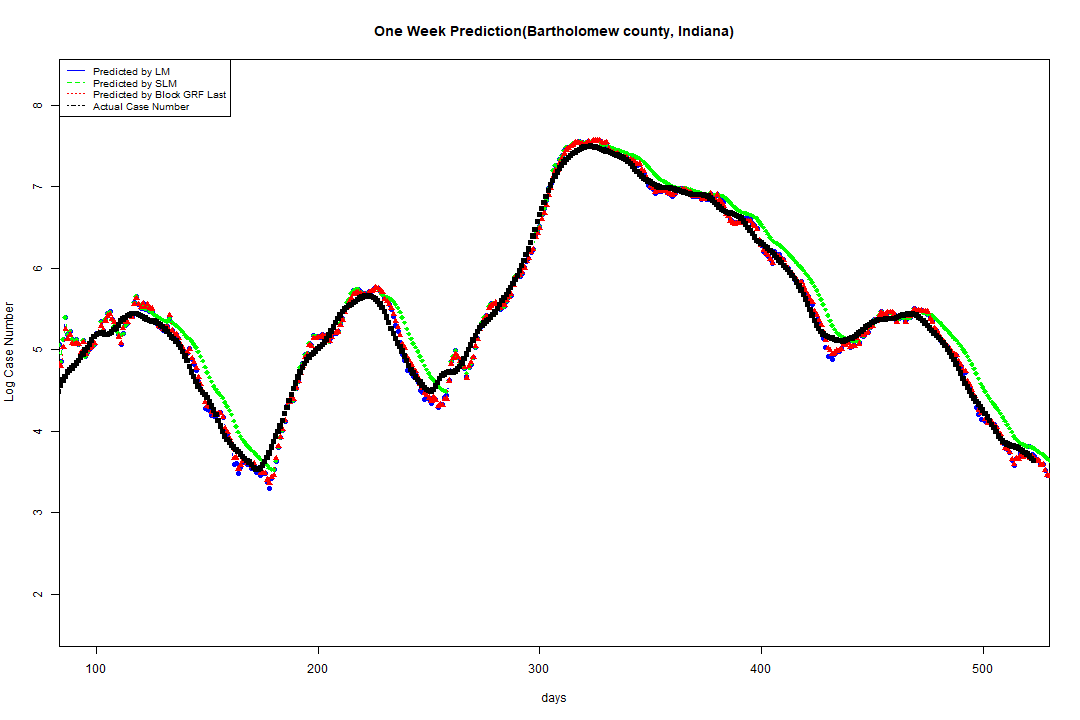 One Week Prediction(Bartholomew county, Indiana)
Predicted by LM
Predicted by SLM
Predicted by Block GRF Last
Actual Case Number
8
7
6
5
4
3
2
Log Case Number
100 200 300 400 500
days